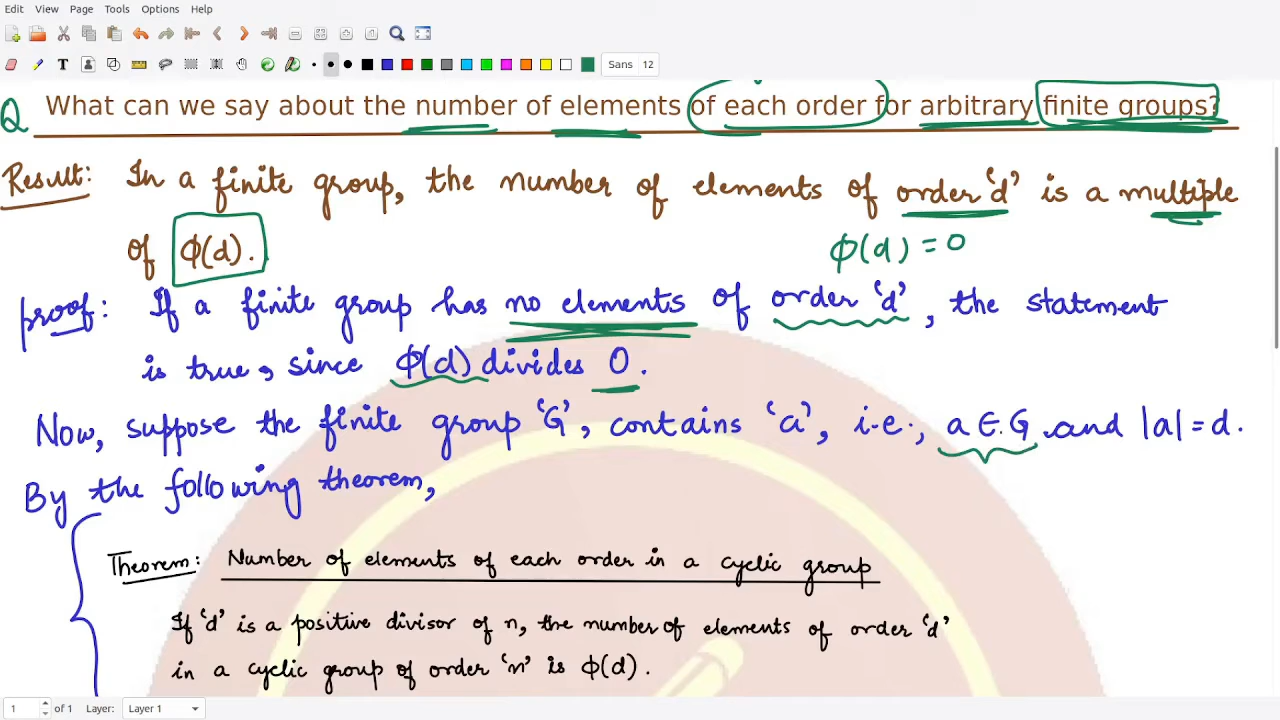 Edit View Page Tools Options Help
Sans 12
Q What can we say about the number of elements of each order for arbitrary finite groups?
Result: In a finite group, the number of elements of order 'd' is a multiple
of ϕ(d).
ϕ(d) = 0
proof: If a finite group has no elements of order 'd', the statement
is true, since ϕ(d) divides 0.
Now, suppose the finite group 'G', contains 'a', i.e., a ∈ G and |a| = d.
By the following theorem,
Theorem: Number of elements of each order in a cyclic group
If 'd' is a positive divisor of n, the number of elements of order 'd'
in a cyclic group of order 'n' is ϕ(d).
1 of 1 Layer: Layer 1